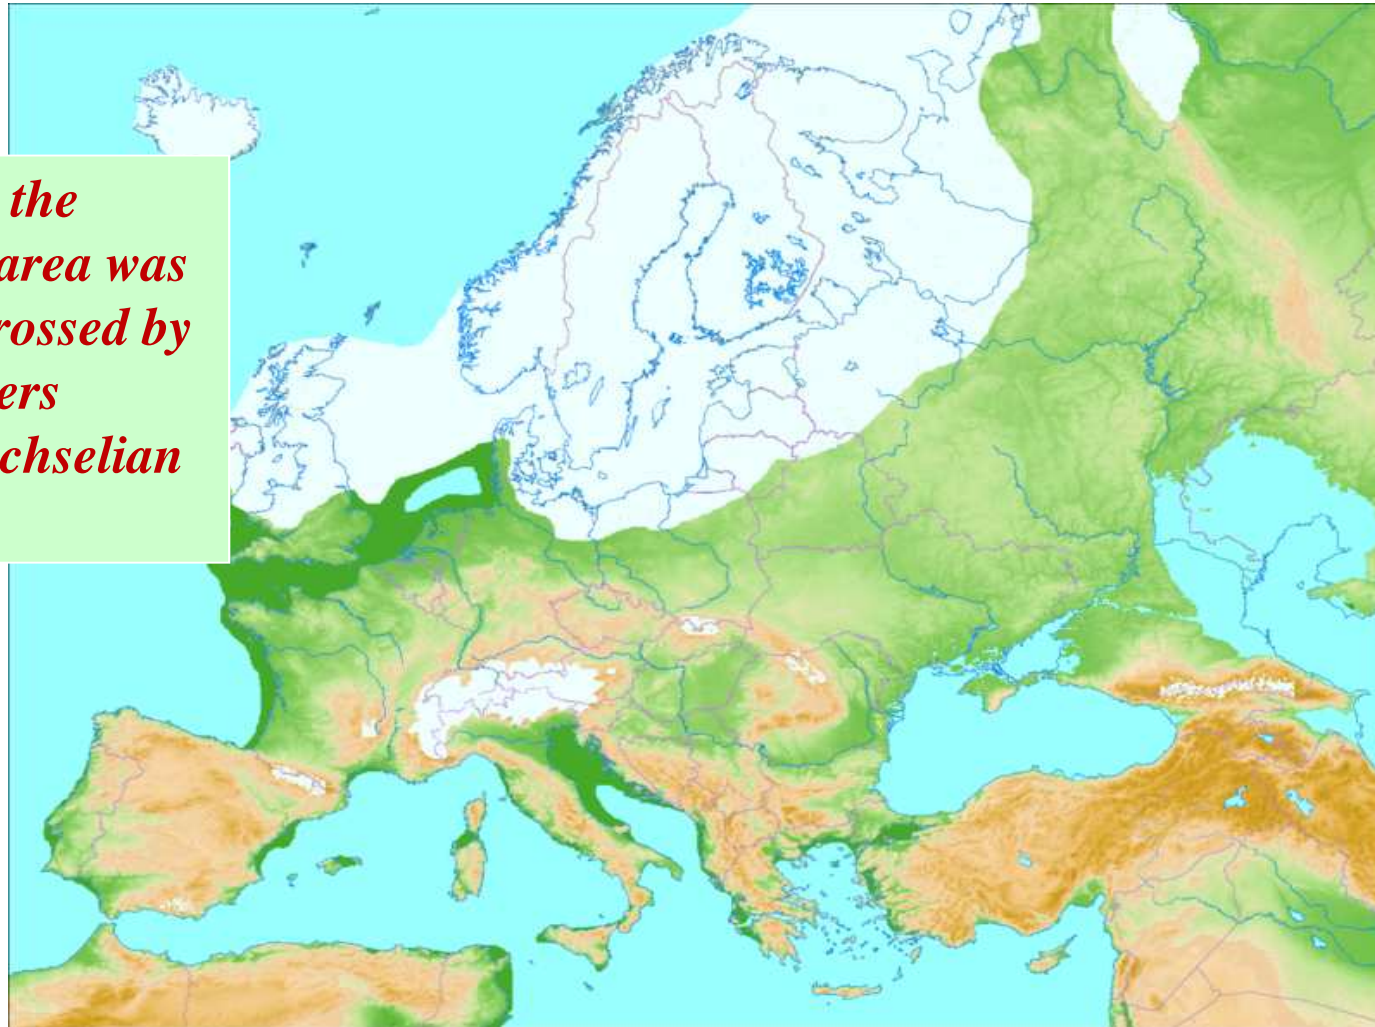 the
area was
rossed by
ers
chselian